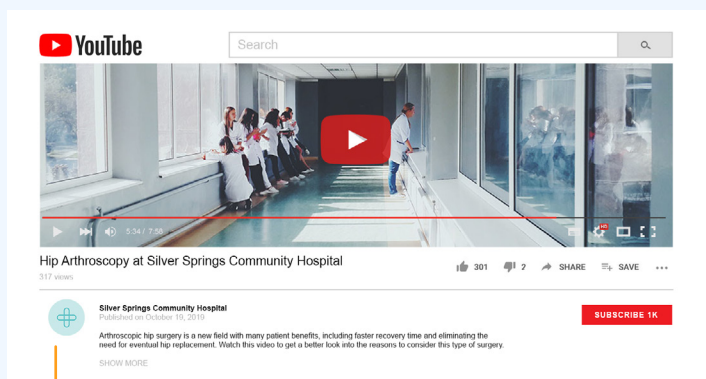 YouTube
Search
5:34 / 7:56
HD
Hip Arthroscopy at Silver Springs Community Hospital
317 views
301
2
SHARE
SAVE
Silver Springs Community Hospital
Published on October 19, 2019
SUBSCRIBE 1K
Arthroscopic hip surgery is a new field with many patient benefits, including faster recovery time and eliminating the
need for eventual hip replacement. Watch this video to get a better look into the reasons to consider this type of surgery.
SHOW MORE